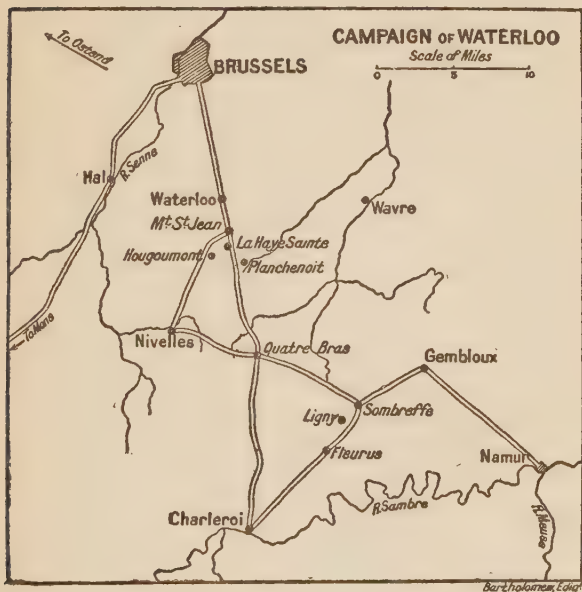 CAMPAIGN OF WATERLOO
Scale of Miles
0 5 10
To Ostend
BRUSSELS
Hal
R. Senne
Waterloo
Wavre
Mt. St Jean
La Haye Sainte
Hougoumont
Planchenoit
To Mons
Nivelles
Quatre Bras
Gembloux
Ligny
Sombreffe
Fleurus
Namur
Charleroi
R. Sambre
R. Meuse
Bartholomew, Edinr